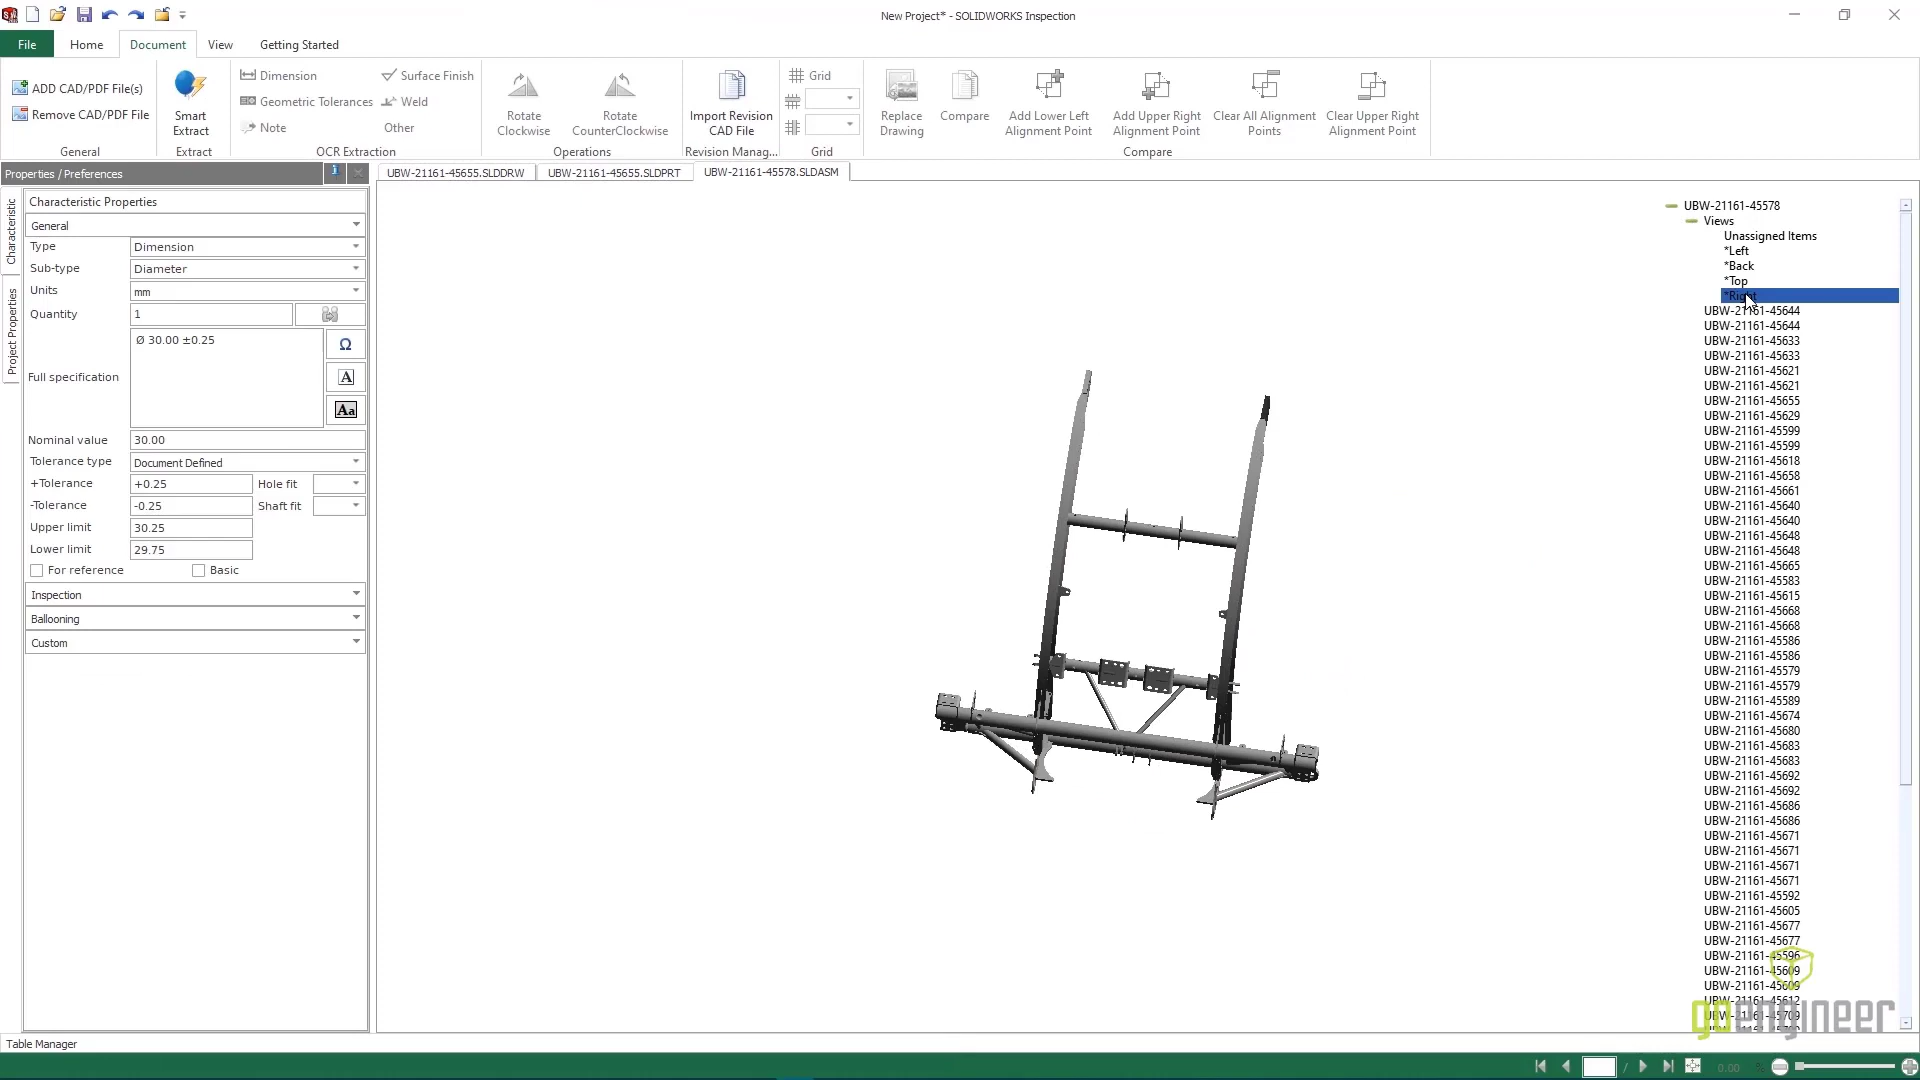 New Project* - SOLIDWORKS Inspection
File Home Document View Getting Started
ADD CAD/PDF File(s)
Remove CAD/PDF File
General
Smart Extract
Extract
Dimension Surface Finish
Geometric Tolerances Weld
Note Other
OCR Extraction
Rotate Clockwise
Rotate CounterClockwise
Operations
Import Revision CAD File
Revision Manag...
Grid
Grid
Replace Drawing
Compare
Add Lower Left Alignment Point
Add Upper Right Alignment Point
Clear All Alignment Points
Clear Upper Right Alignment Point
Compare
Properties / Preferences
UBW-21161-45655.SLDDRW UBW-21161-45655.SLDPRT UBW-21161-45578.SLDASM
Characteristic
Project Properties
Characteristic Properties
General
Type Dimension
Sub-type Diameter
Units mm
Quantity 1
Full specification Ø 30.00 ±0.25
Ω
A
Aa
Nominal value 30.00
Tolerance type Document Defined
+Tolerance +0.25 Hole fit
-Tolerance -0.25 Shaft fit
Upper limit 30.25
Lower limit 29.75
For reference Basic
Inspection
Ballooning
Custom
UBW-21161-45578
Views
Unassigned Items
*Left
*Back
*Top
*Right
UBW-21161-45644
UBW-21161-45644
UBW-21161-45633
UBW-21161-45633
UBW-21161-45621
UBW-21161-45621
UBW-21161-45655
UBW-21161-45629
UBW-21161-45599
UBW-21161-45599
UBW-21161-45618
UBW-21161-45658
UBW-21161-45661
UBW-21161-45640
UBW-21161-45640
UBW-21161-45648
UBW-21161-45648
UBW-21161-45665
UBW-21161-45583
UBW-21161-45615
UBW-21161-45668
UBW-21161-45668
UBW-21161-45586
UBW-21161-45586
UBW-21161-45579
UBW-21161-45579
UBW-21161-45589
UBW-21161-45674
UBW-21161-45680
UBW-21161-45683
UBW-21161-45683
UBW-21161-45692
UBW-21161-45692
UBW-21161-45686
UBW-21161-45686
UBW-21161-45671
UBW-21161-45671
UBW-21161-45671
UBW-21161-45671
UBW-21161-45592
UBW-21161-45605
UBW-21161-45677
UBW-21161-45677
UBW-21161-45596
UBW-21161-45609
UBW-21161-45609
UBW-21161-45612
UBW-21161-45709
goengineer
Table Manager
/ 0.00 %